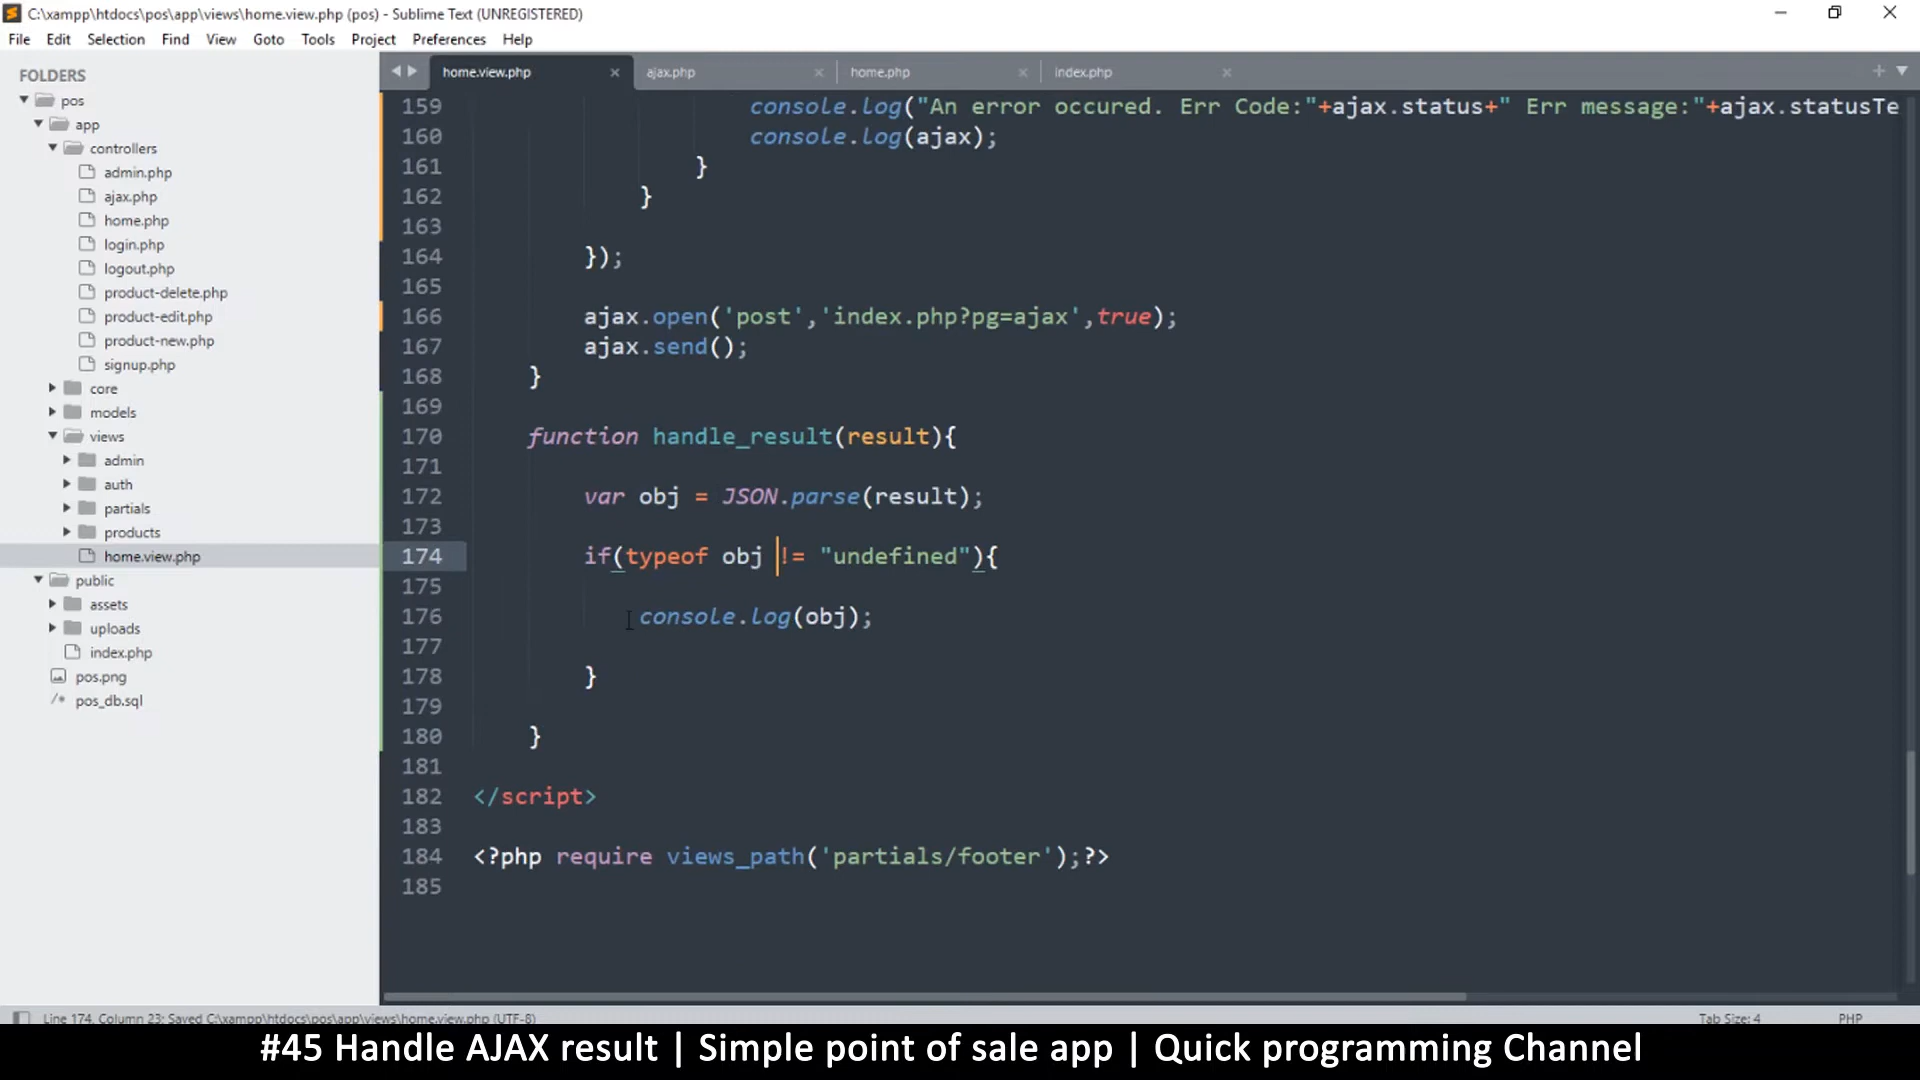 C:\xampp\htdocs\pos\app\views\home.view.php (pos) - Sublime Text (UNREGISTERED)
File Edit Selection Find View Goto Tools Project Preferences Help
FOLDERS
pos
app
controllers
admin.php
ajax.php
home.php
login.php
logout.php
product-delete.php
product-edit.php
product-new.php
signup.php
core
models
views
admin
auth
partials
products
home.view.php
public
assets
uploads
index.php
pos.png
pos_db.sql
home.view.php ajax.php home.php index.php
159 console.log("An error occured. Err Code:"+ajax.status+" Err message:"+ajax.statusTe
160 console.log(ajax);
161 }
162 }
163
164 });
165
166 ajax.open('post','index.php?pg=ajax',true);
167 ajax.send();
168 }
169
170 function handle_result(result){
171
172 var obj = JSON.parse(result);
173
174 if(typeof obj != "undefined"){
175
176 console.log(obj);
177
178 }
179
180 }
181
182 </script>
183
184 <?php require views_path('partials/footer');?>
185
Line 174, Column 23; Saved C:\xampp\htdocs\pos\app\views\home.view.php (UTF-8) Tab Size: 4 PHP
#45 Handle AJAX result | Simple point of sale app | Quick programming Channel